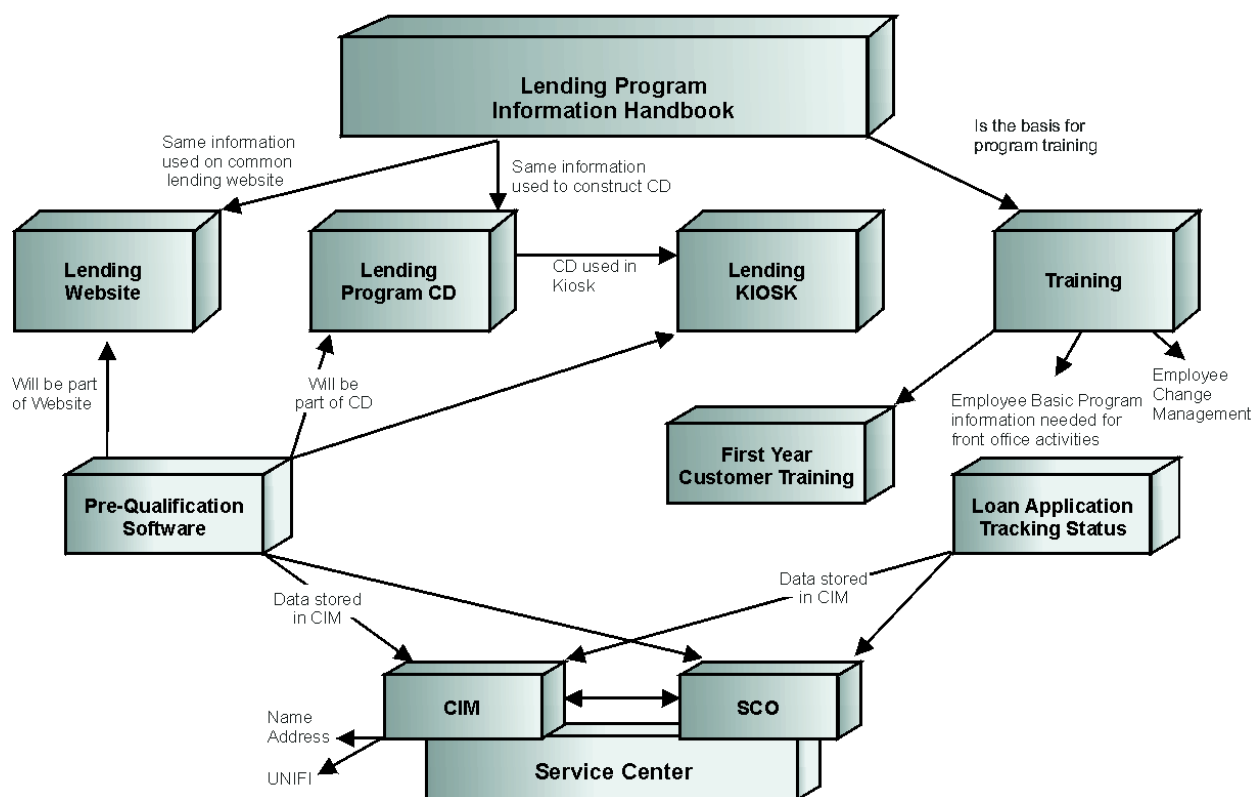 Lending Program
Information Handbook
Same information
used on common
lending website
Same information
used to construct CD
Is the basis for
program training
Lending
Website
Lending
Program CD
CD used in
Kiosk
Lending
KIOSK
Training
Will be part
of Website
Will be
part of CD
Employee Basic Program
information needed for
front office activities
Employee
Change
Management
First Year
Customer Training
Pre-Qualification
Software
Loan Application
Tracking Status
Data stored
in CIM
Data stored
in CIM
CIM
SCO
Name
Address
UNIFI
Service Center